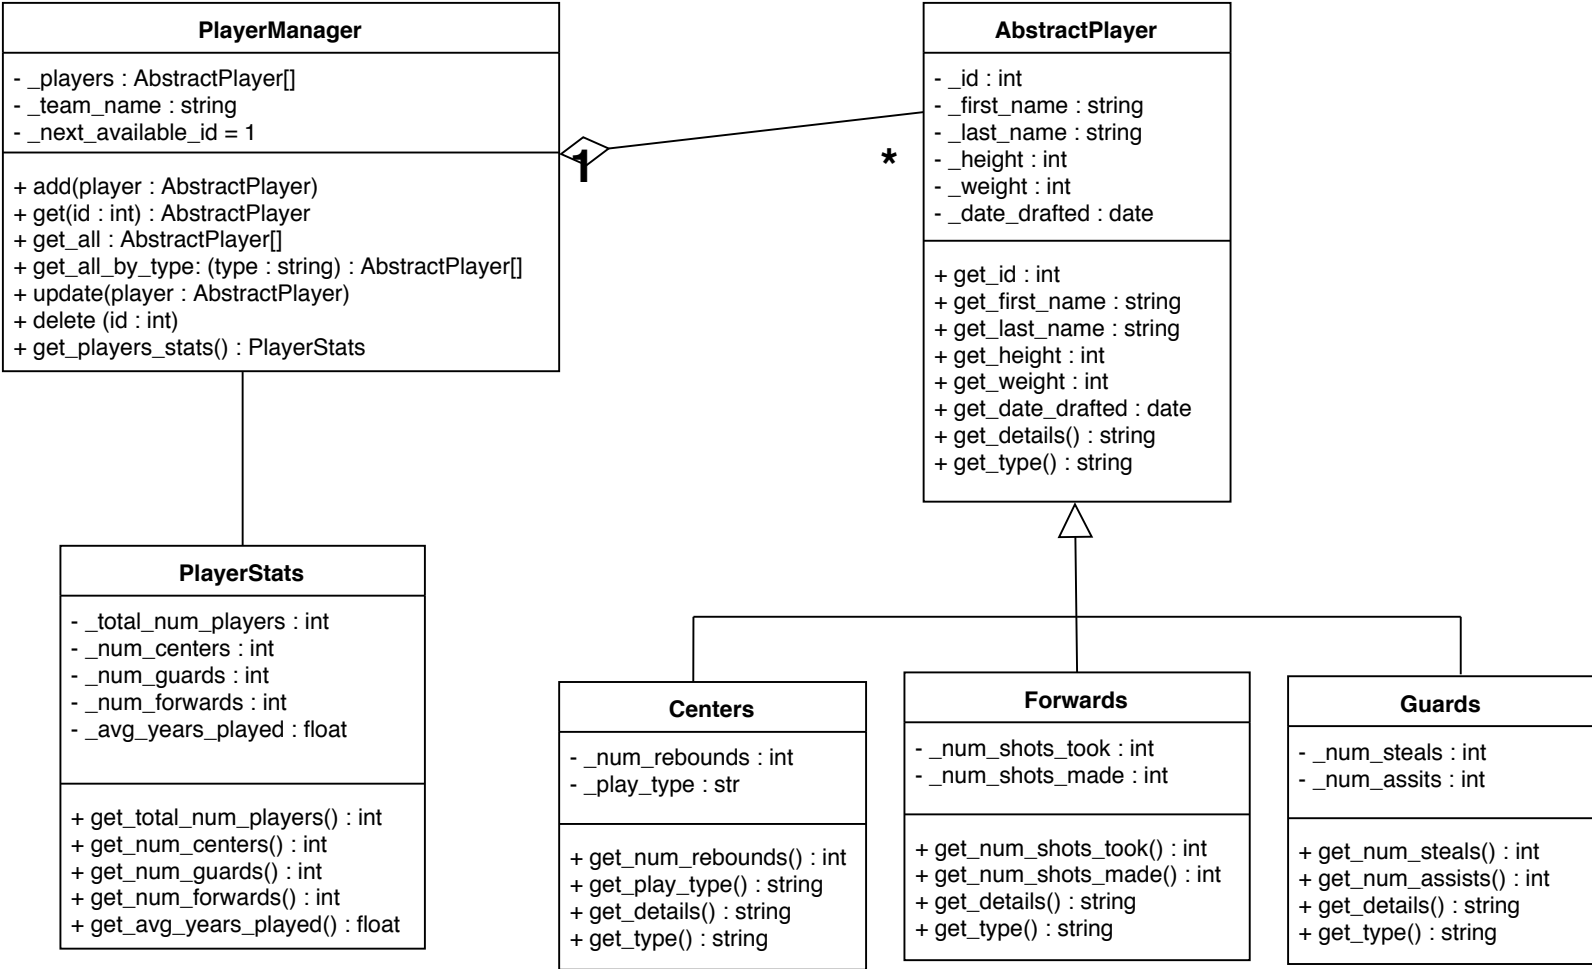 PlayerManager
- _players : AbstractPlayer[]
- _team_name : string
- _next_available_id = 1
+ add(player : AbstractPlayer)
+ get(id : int) : AbstractPlayer
+ get_all : AbstractPlayer[]
+ get_all_by_type: (type : string) : AbstractPlayer[]
+ update(player : AbstractPlayer)
+ delete (id : int)
+ get_players_stats() : PlayerStats
1
*
AbstractPlayer
- _id : int
- _first_name : string
- _last_name : string
- _height : int
- _weight : int
- _date_drafted : date
+ get_id : int
+ get_first_name : string
+ get_last_name : string
+ get_height : int
+ get_weight : int
+ get_date_drafted : date
+ get_details() : string
+ get_type() : string
PlayerStats
- _total_num_players : int
- _num_centers : int
- _num_guards : int
- _num_forwards : int
- _avg_years_played : float
+ get_total_num_players() : int
+ get_num_centers() : int
+ get_num_guards() : int
+ get_num_forwards() : int
+ get_avg_years_played() : float
Centers
- _num_rebounds : int
- _play_type : str
+ get_num_rebounds() : int
+ get_play_type() : string
+ get_details() : string
+ get_type() : string
Forwards
- _num_shots_took : int
- _num_shots_made : int
+ get_num_shots_took() : int
+ get_num_shots_made() : int
+ get_details() : string
+ get_type() : string
Guards
- _num_steals : int
- _num_assits : int
+ get_num_steals() : int
+ get_num_assists() : int
+ get_details() : string
+ get_type() : string